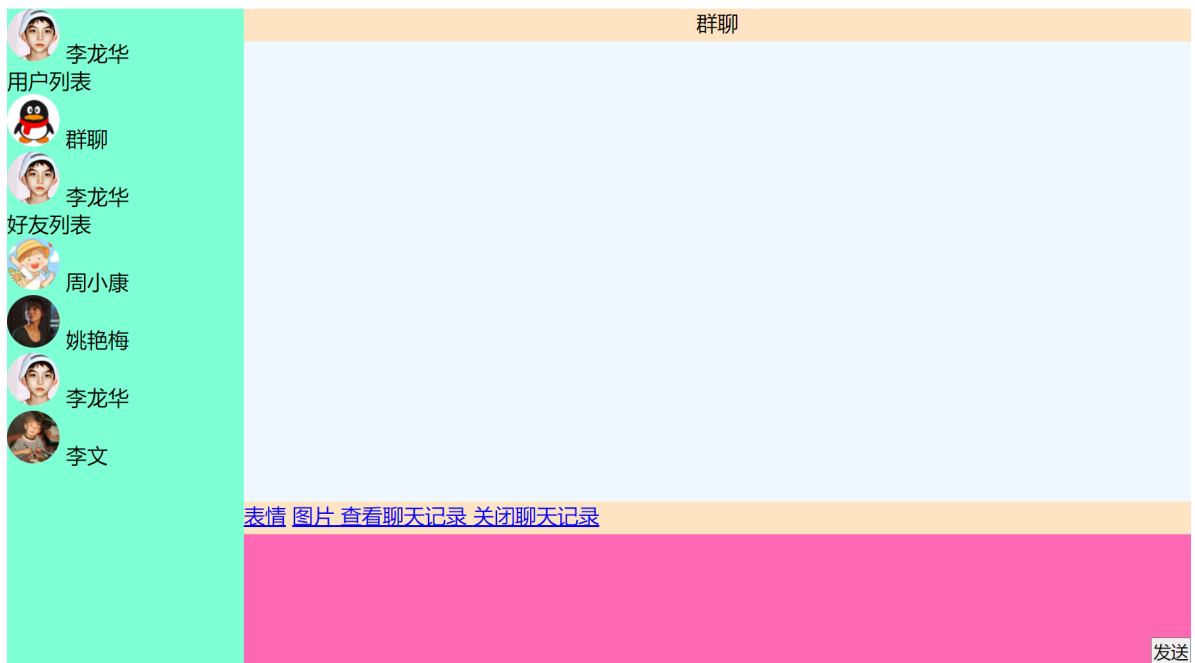 李龙华
用户列表
群聊
李龙华
好友列表
周小康
姚艳梅
李龙华
李文
群聊
表情 图片 查看聊天记录 关闭聊天记录
发送